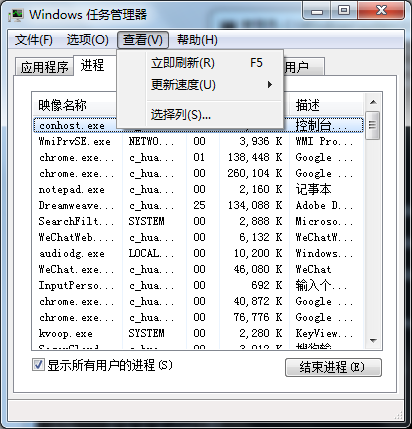 Windows 任务管理器
文件(F) 选项(O) 查看(V) 帮助(H)
立即刷新(R) F5
更新速度(U)
选择列(S)...
应用程序 进程 用户
映像名称 描述
conhost.exe 控制台...
WmiPrvSE.exe NETWO... 00 3,936 K WMI Pro...
chrome.exe c_hua... 01 138,448 K Google ...
chrome.exe c_hua... 00 260,104 K Google ...
notepad.exe c_hua... 00 2,160 K 记事本
Dreamweave... c_hua... 25 134,088 K Adobe D...
SearchFilt... SYSTEM 00 2,888 K Microso...
WeChatWeb... c_hua... 00 6,132 K WeChatW...
audiodg.exe LOCAL... 00 10,200 K Windows...
WeChat.exe c_hua... 00 46,080 K WeChat
InputPerso... c_hua... 00 692 K 输入个...
chrome.exe c_hua... 00 40,872 K Google ...
chrome.exe c_hua... 00 76,776 K Google ...
kvoop.exe SYSTEM 00 2,280 K KeyView...
显示所有用户的进程(S) 结束进程(E)